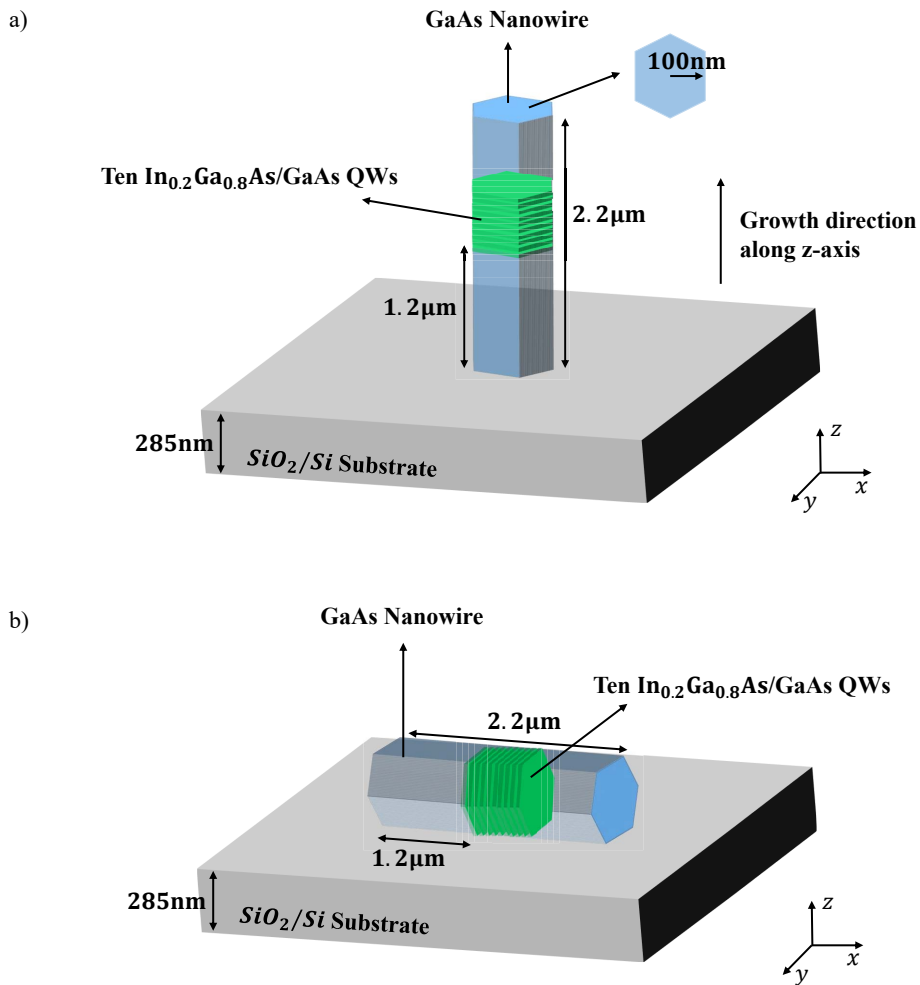 a)
GaAs Nanowire
100nm
Ten In₀.₂Ga₀.₈As/GaAs QWs
2.2μm
Growth direction
along z-axis
1.2μm
285nm
SiO₂/Si Substrate
z
x
y
b)
GaAs Nanowire
Ten In₀.₂Ga₀.₈As/GaAs QWs
2.2μm
1.2μm
285nm
SiO₂/Si Substrate
z
x
y